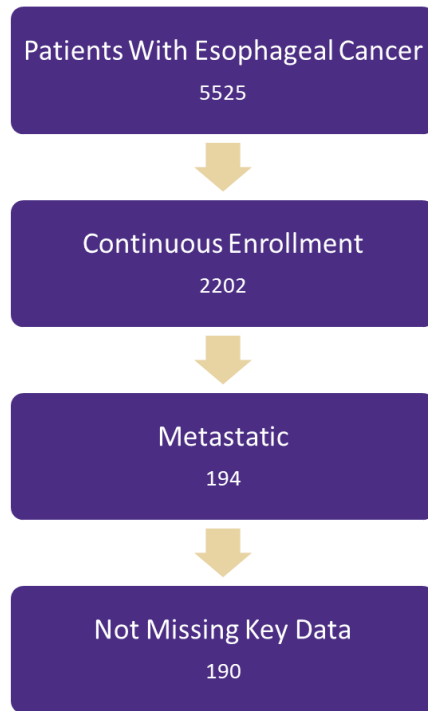 Patients With Esophageal Cancer
5525
Continuous Enrollment
2202
Metastatic
194
Not Missing Key Data
190